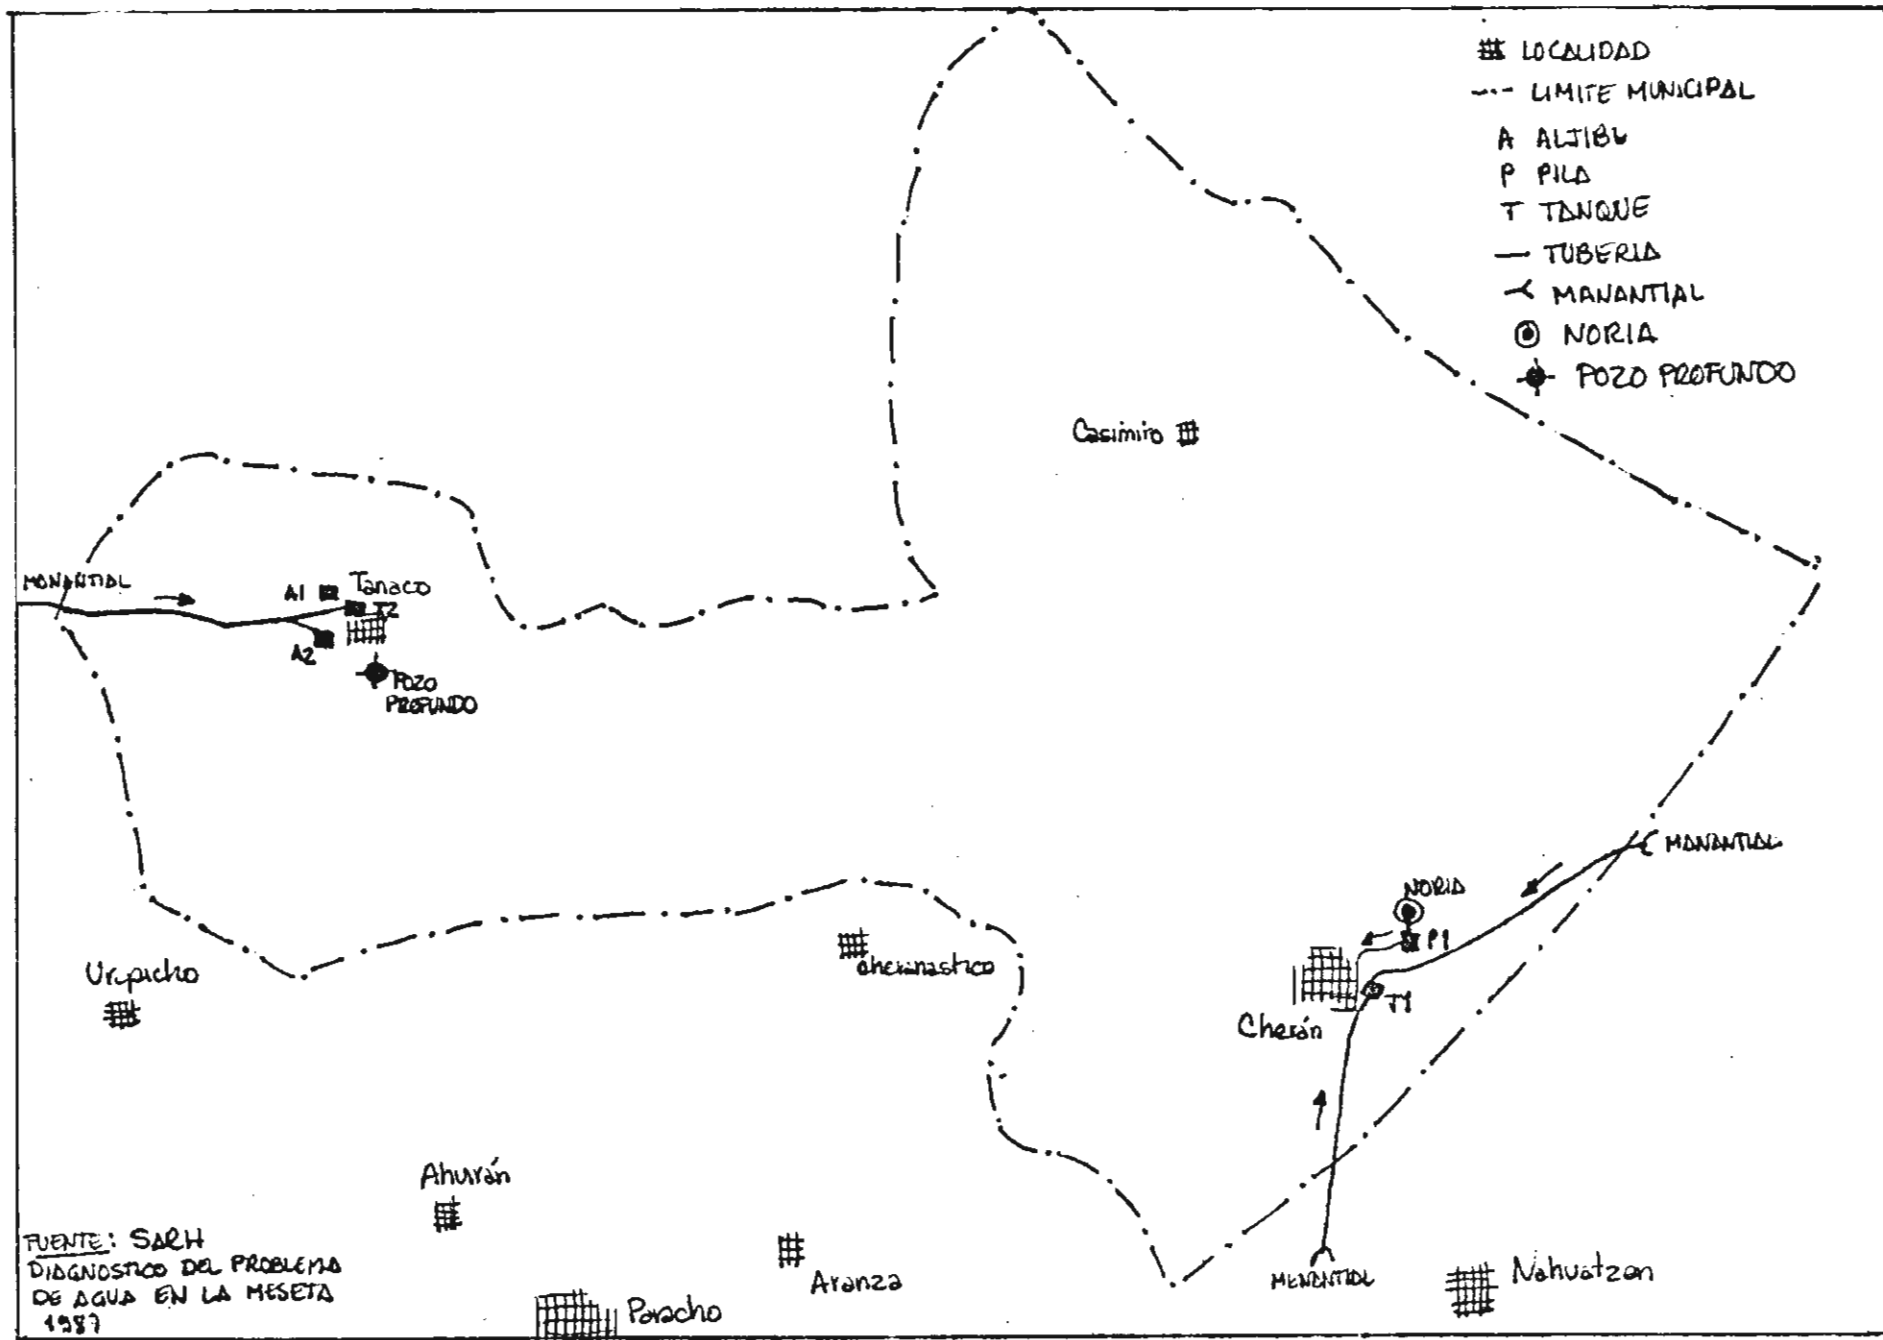 LOCALIDAD
LIMITE MUNICIPAL
A ALJIBE
P PILA
T TANQUE
TUBERIA
MANANTIAL
NORIA
POZO PROFUNDO
Casimiro
MANANTIAL
A1
Tanaco
T2
A2
POZO
PROFUNDO
MANANTIAL
NORIA
P1
Cheranastico
Urapicho
T1
Cherán
Ahuirán
FUENTE: SARH
DIAGNOSTICO DEL PROBLEMA
DE AGUA EN LA MESETA
1987
Aranza
Paracho
MANANTIAL
Nahuatzen